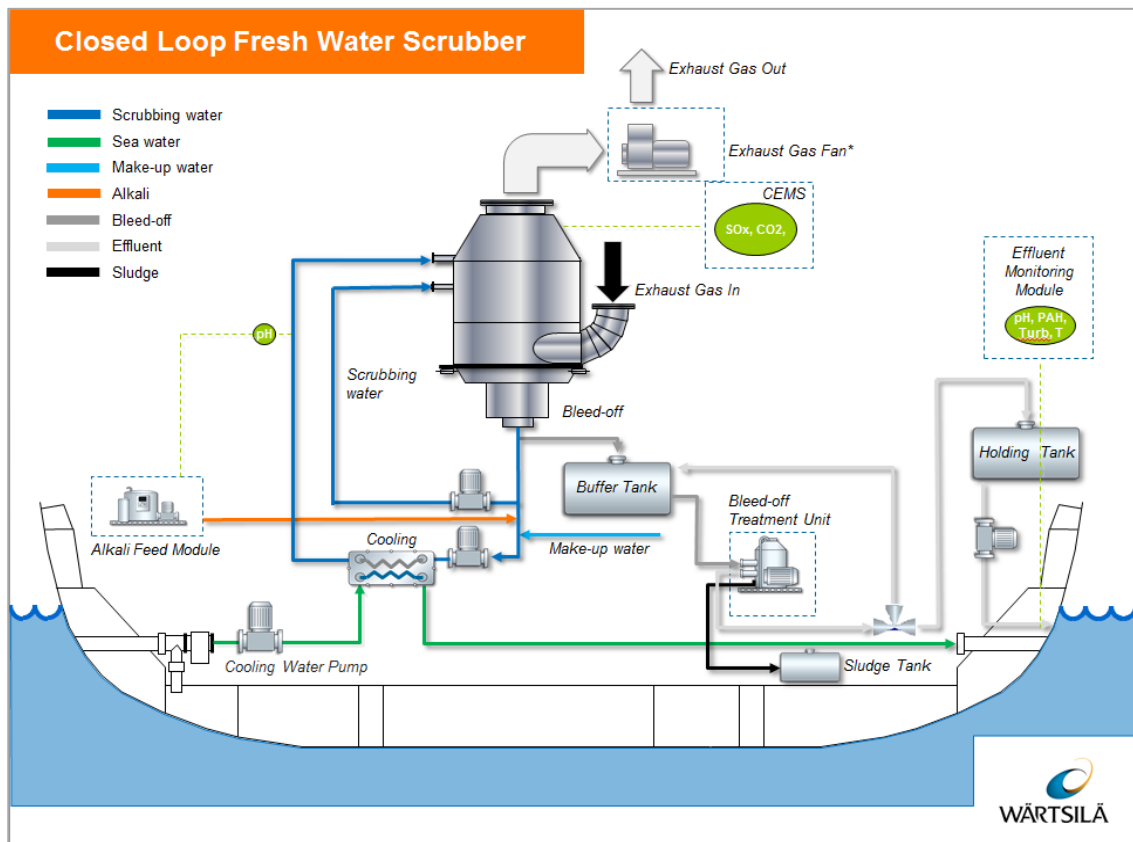 Closed Loop Fresh Water Scrubber
Scrubbing water
Sea water
Make-up water
Alkali
Bleed-off
Effluent
Sludge
Exhaust Gas Out
Exhaust Gas Fan*
CEMS
SOx, CO2,
Exhaust Gas In
Effluent
Monitoring
Module
pH, PAH,
Turb, T
pH
Scrubbing
water
Bleed-off
Buffer Tank
Holding Tank
Bleed-off
Treatment Unit
Alkali Feed Module
Cooling
Make-up water
Cooling Water Pump
Sludge Tank
WÄRTSILÄ